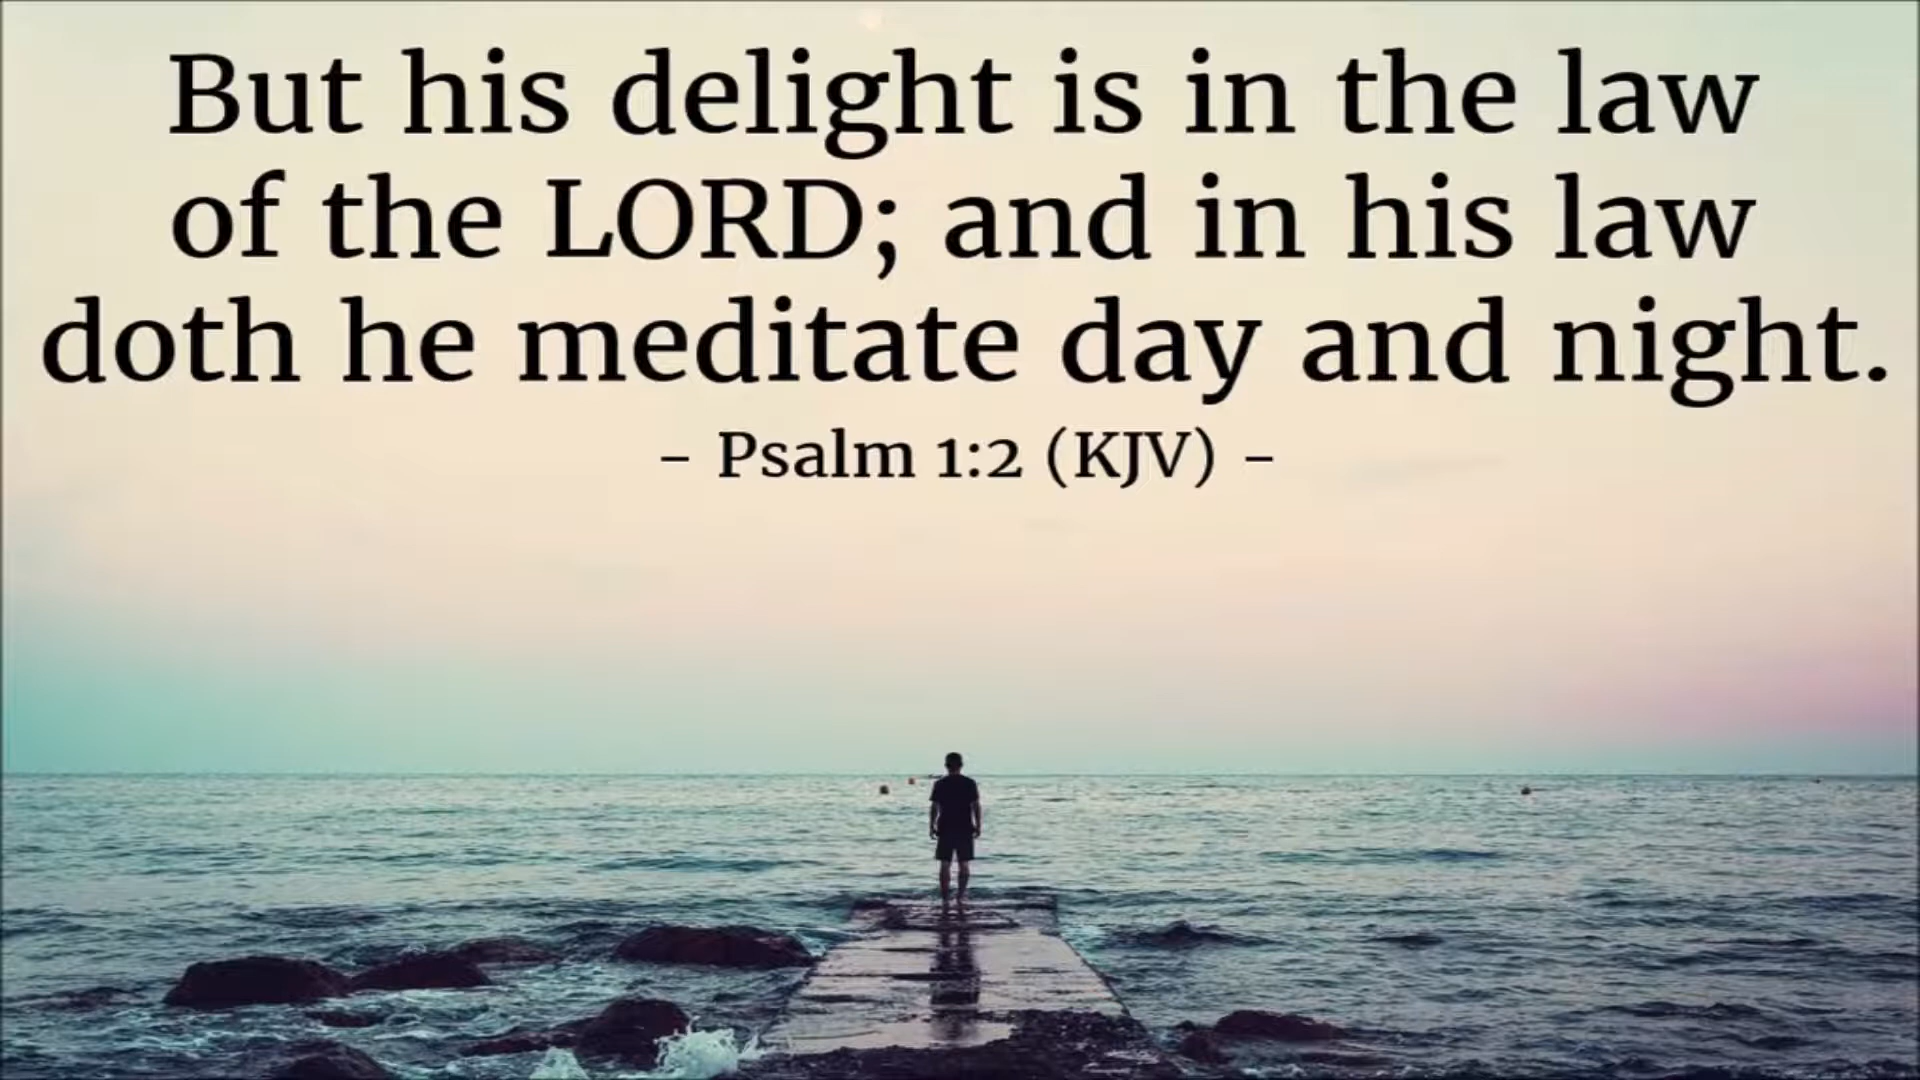 But his delight is in the law
of the LORD; and in his law
doth he meditate day and night.
- Psalm 1:2 (KJV) -